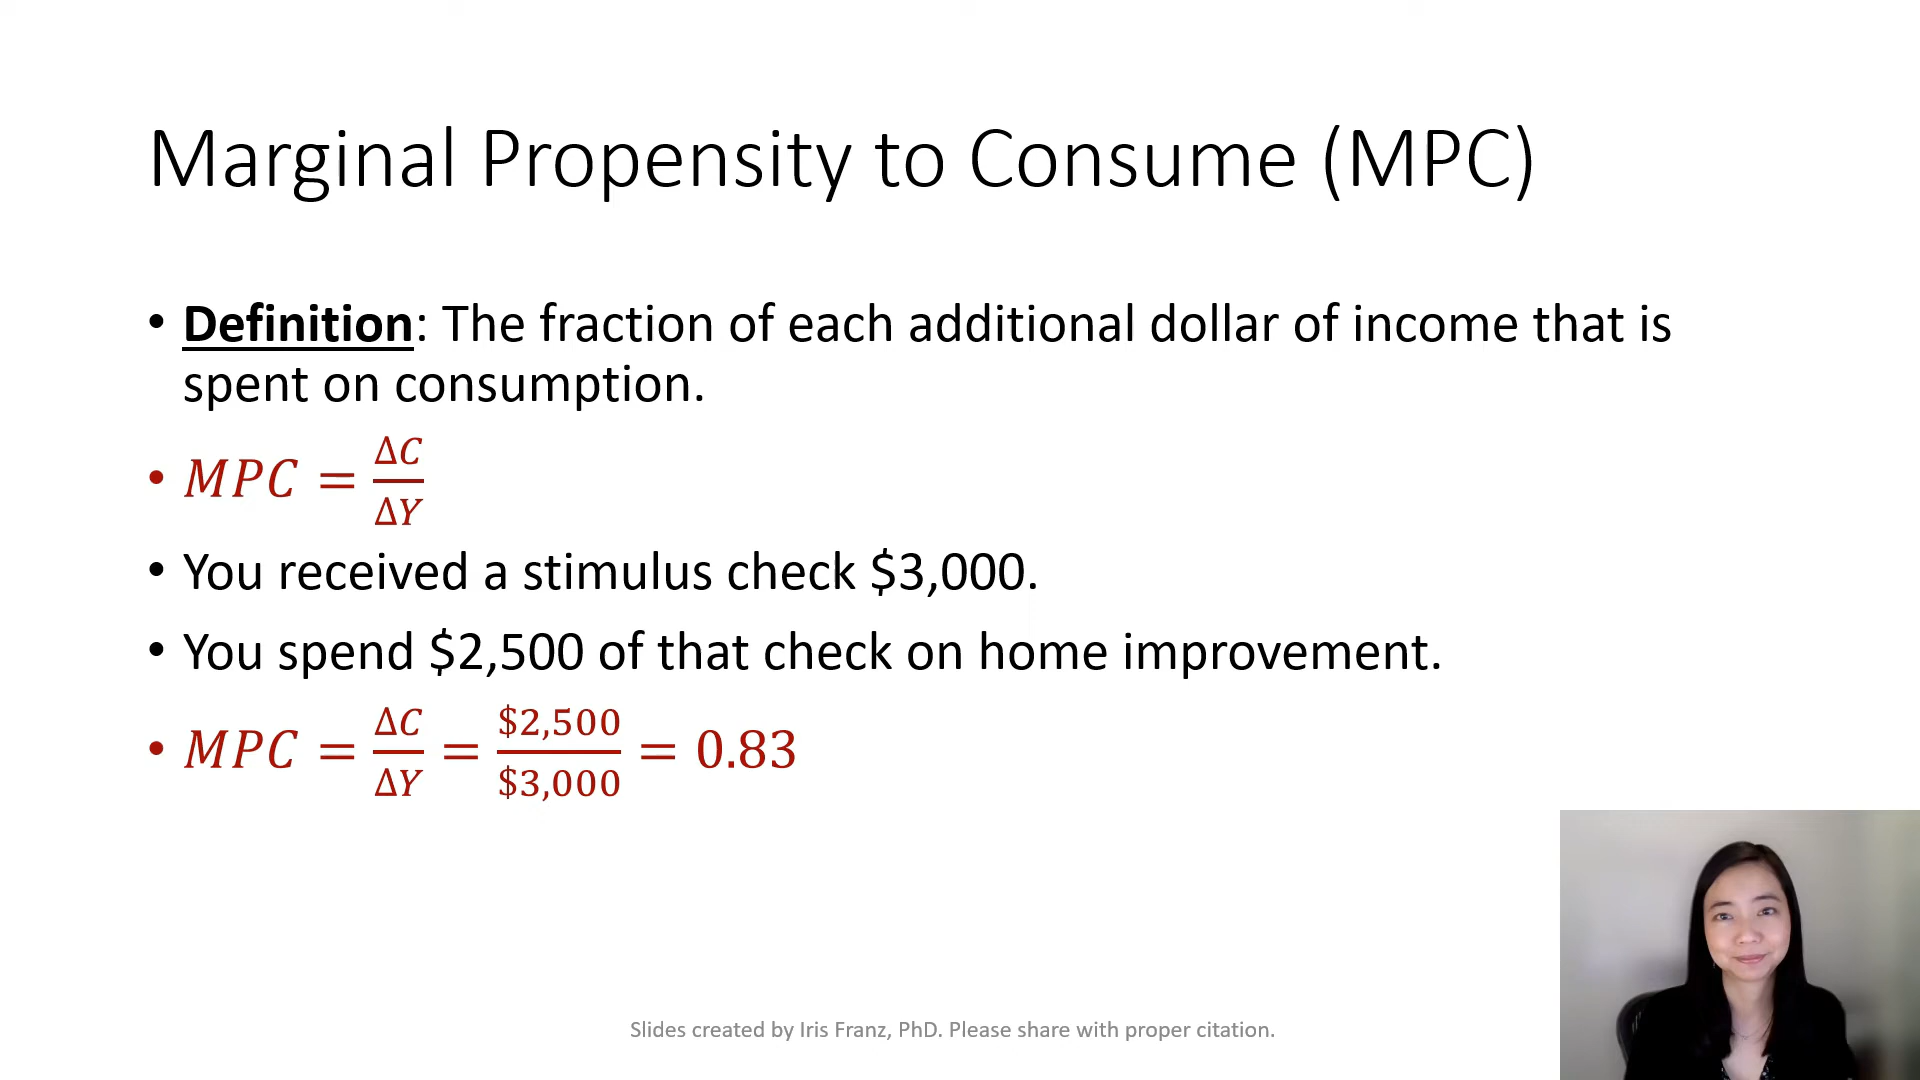 Marginal Propensity to Consume (MPC)
• Definition: The fraction of each additional dollar of income that is
spent on consumption.
• MPC = ΔC/ΔY
• You received a stimulus check $3,000.
• You spend $2,500 of that check on home improvement.
• MPC = ΔC/ΔY = $2,500/$3,000 = 0.83
Slides created by Iris Franz, PhD. Please share with proper citation.